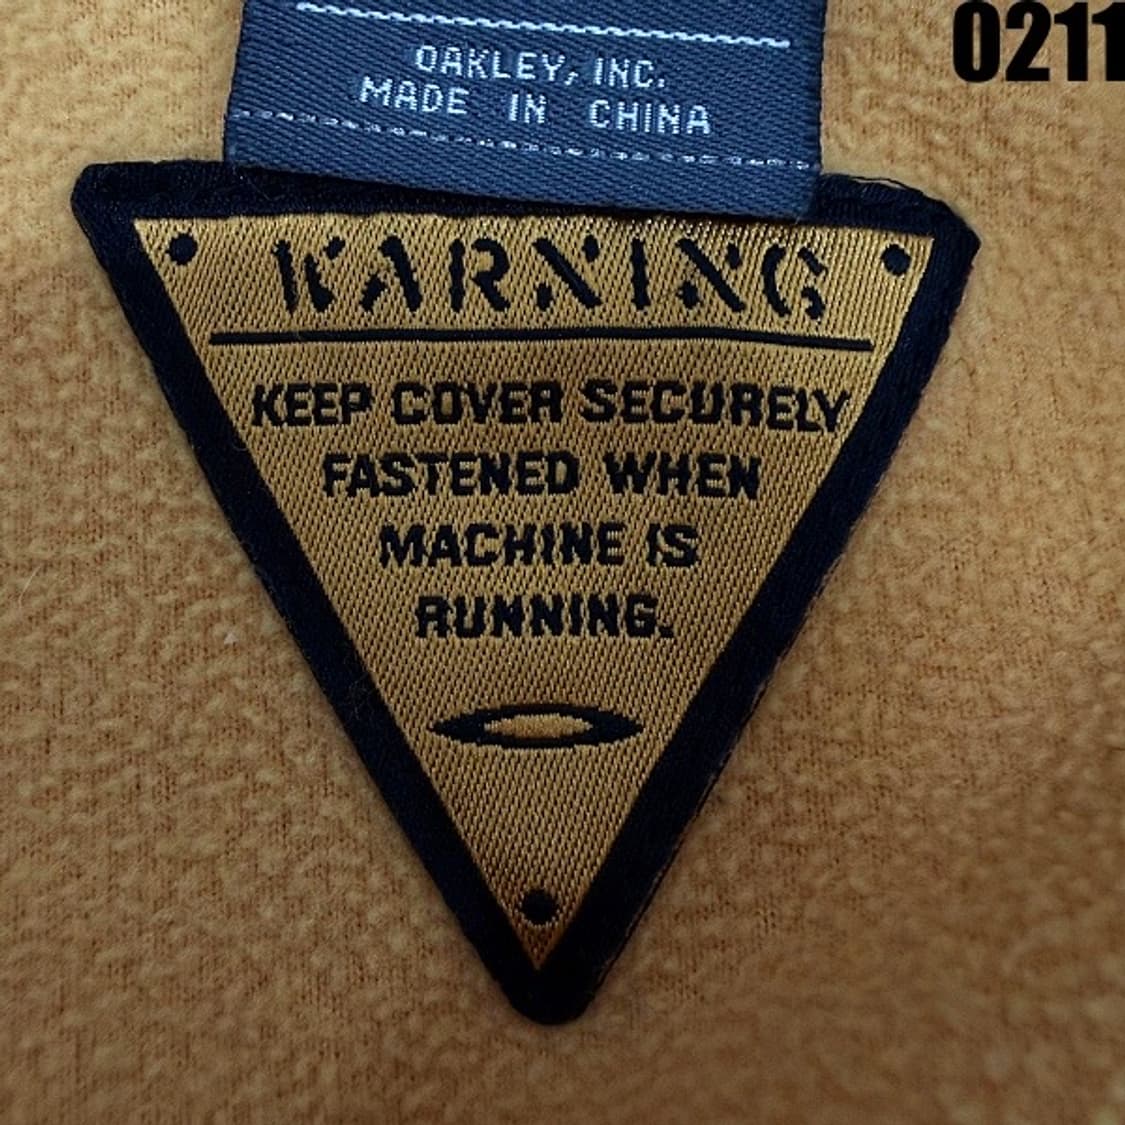 0211
OAKLEY, INC.
MADE IN CHINA
WARNING
KEEP COVER SECURELY
FASTENED WHEN
MACHINE IS
RUNNING.